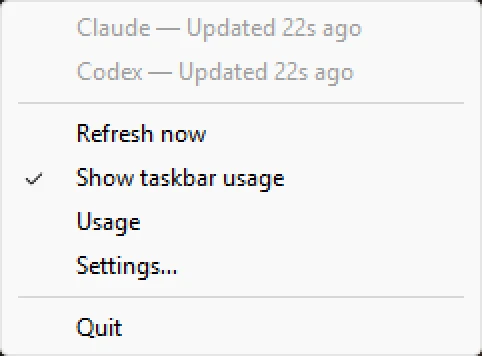 Claude — Updated 22s ago
Codex — Updated 22s ago
Refresh now
Show taskbar usage
Usage
Settings...
Quit